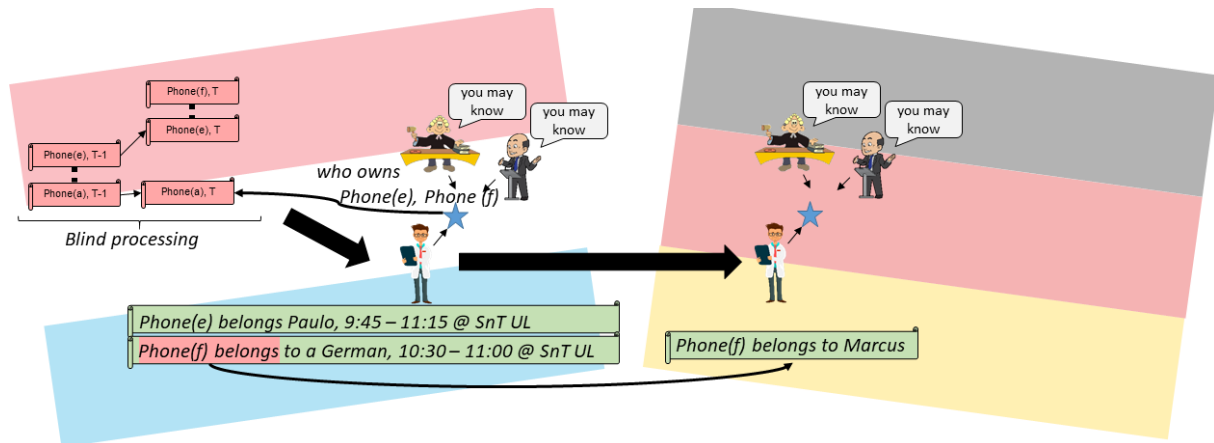 Phone(f), T
Phone(e), T
Phone(e), T-1
Phone(a), T-1
Phone(a), T
Blind processing
you may
know
you may
know
who owns
Phone(e), Phone (f)
Phone(e) belongs Paulo, 9:45 – 11:15 @ SnT UL
Phone(f) belongs to a German, 10:30 – 11:00 @ SnT UL
you may
know
you may
know
Phone(f) belongs to Marcus